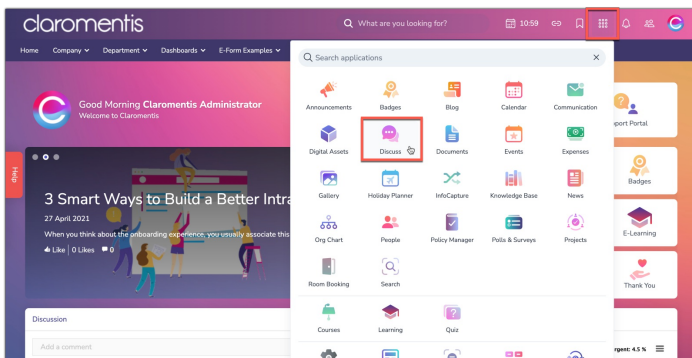 claromentis
What are you looking for?
10:59
Home Company Department Dashboards E-Form Examples
Search applications
Announcements Badges Blog Calendar Communication
Good Morning Claromentis Administrator
Welcome to Claromentis
port Portal
Digital Assets Discuss Documents Events Expenses
Help
Badges
3 Smart Ways to Build a Better Intra
27 April 2021
When you think about the onboarding experience, you usually associate this
Like 0 Likes 0
Gallery Holiday Planner InfoCapture Knowledge Base News
Org Chart People Policy Manager Polls & Surveys Projects
E-Learning
Room Booking Search
Thank You
Discussion
Courses Learning Quiz
Add a comment
rgent: 4.5 %